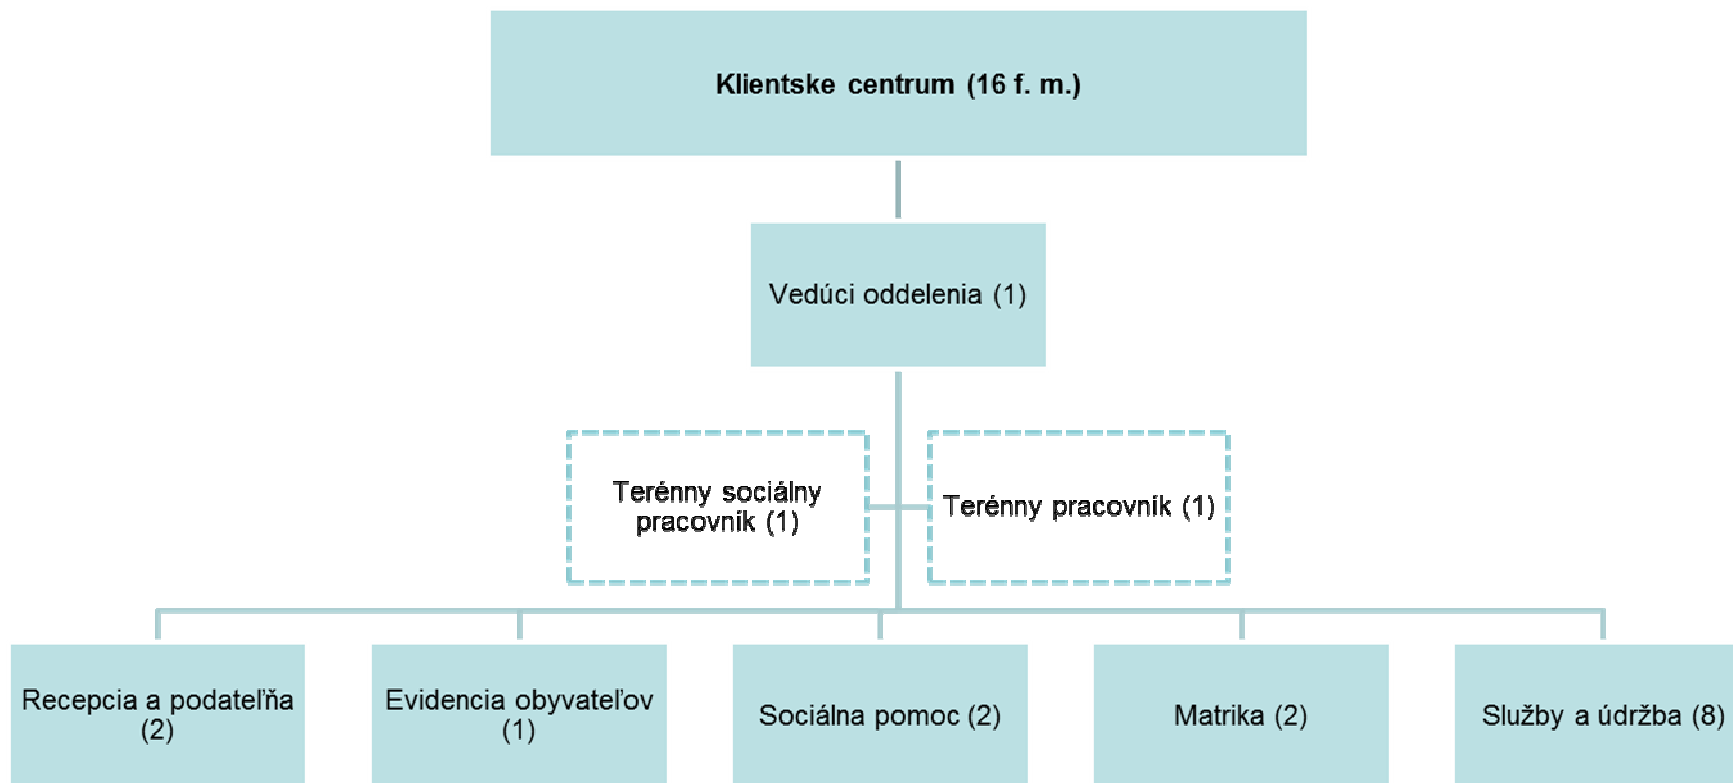 Klientske centrum (16 f. m.)
Vedúci oddelenia (1)
Terénny sociálny
pracovník (1)
Terénny pracovník (1)
Recepcia a podateľňa
(2)
Evidencia obyvateľov
(1)
Sociálna pomoc (2)
Matrika (2)
Služby a údržba (8)